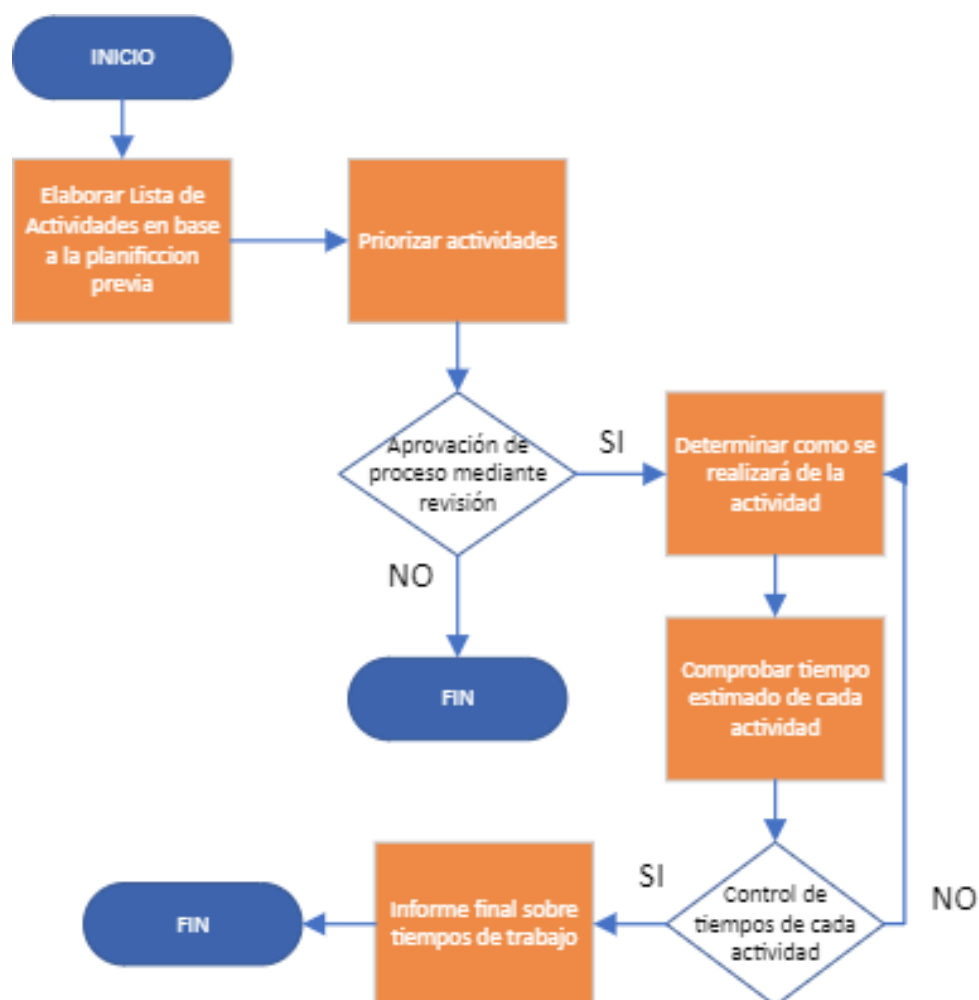 INICIO
Elaborar Lista de
Actividades en base
a la planificcion
previa
Priorizar actividades
Aprovación de
proceso mediante
revisión
SI
Determinar como se
realizará de la
actividad
NO
FIN
Comprobar tiempo
estimado de cada
actividad
Control de
tiempos de cada
actividad
NO
SI
Informe final sobre
tiempos de trabajo
FIN